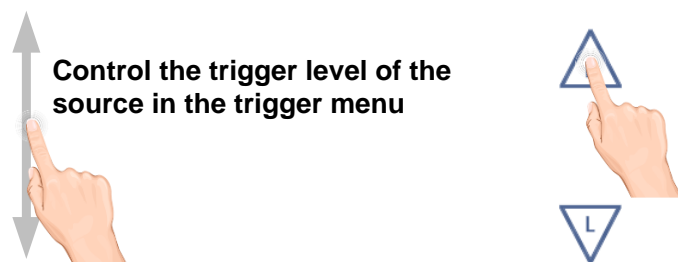 Control the trigger level of the
source in the trigger menu
L